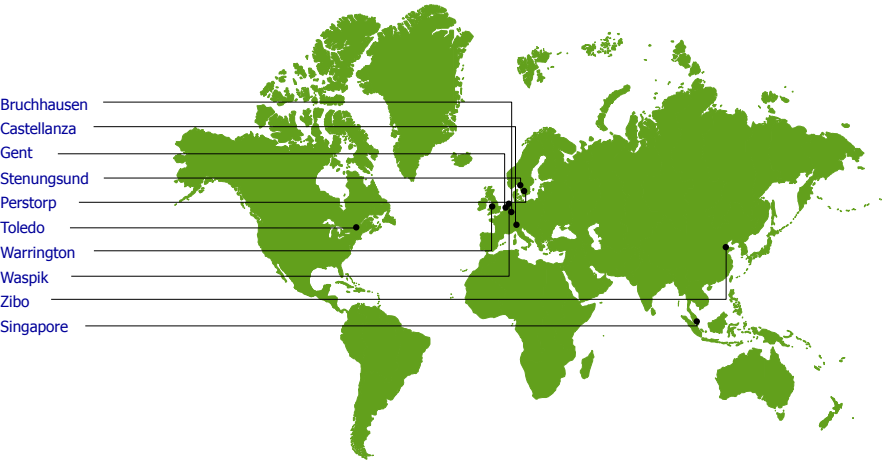 Bruchhausen
Castellanza
Gent
Stenungsund
Perstorp
Toledo
Warrington
Waspik
Zibo
Singapore